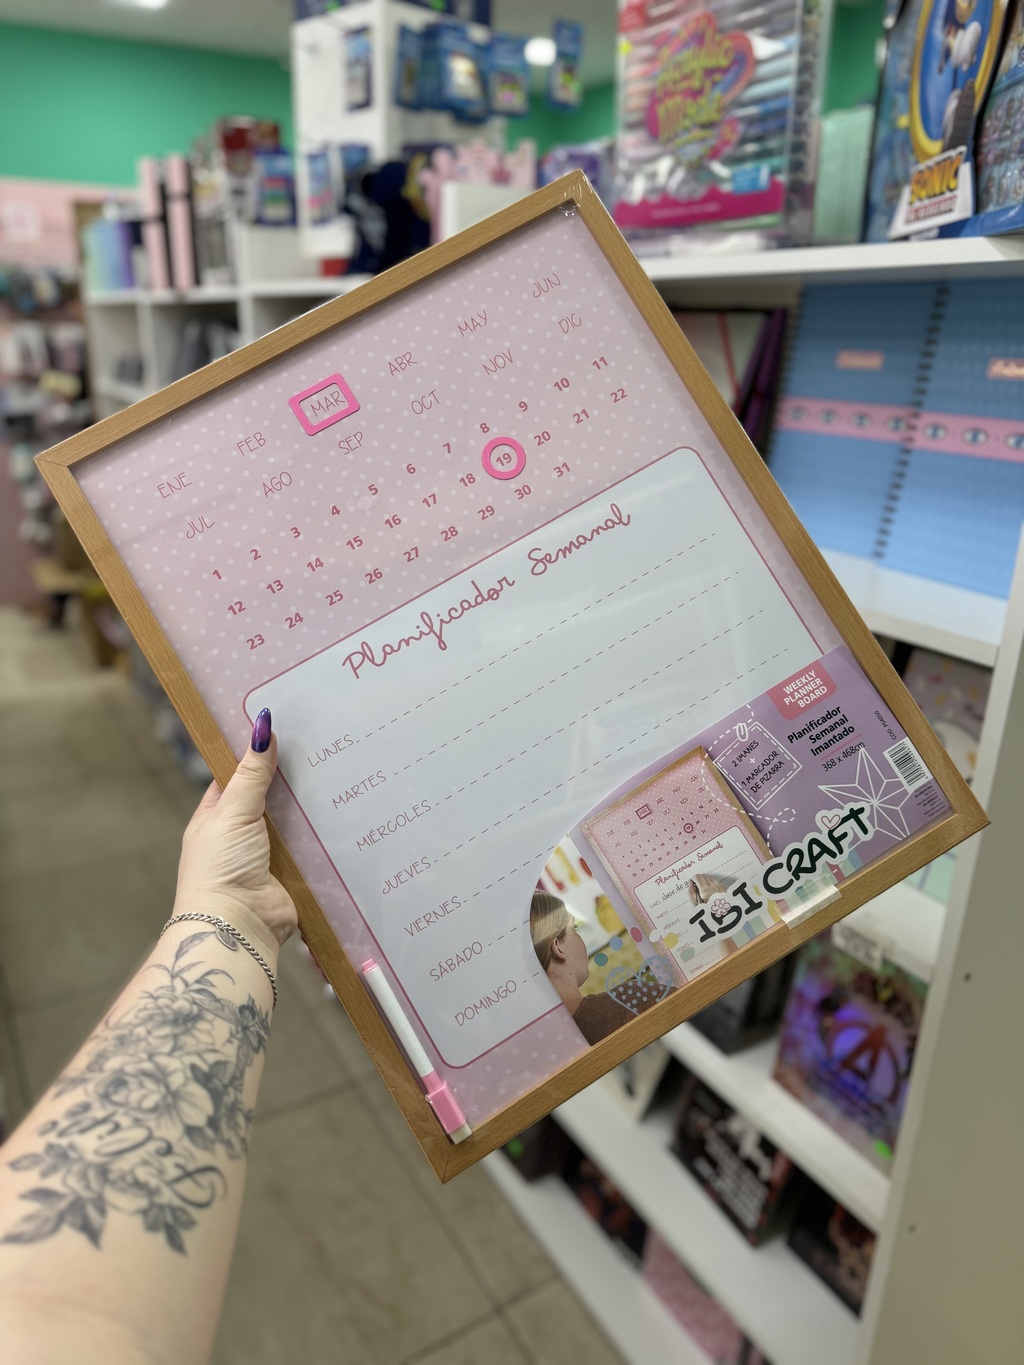 ENE FEB MAR ABR MAY JUN
JUL AGO SEP OCT NOV DIC
1 2 3 4 5 6 7 8 9 10 11
12 13 14 15 16 17 18 19 20 21 22
23 24 25 26 27 28 29 30 31
Planificador Semanal
LUNES
MARTES
MIÉRCOLES
JUEVES
VIERNES
SÁBADO
DOMINGO
WEEKLY
PLANNER
BOARD
Planificador
Semanal
Imantado
368 x 468cm
2 IMANES
+
1 MARCADOR
DE PIZARRA
Planificador Semanal
IBI CRAFT
Acrylic
SONIC